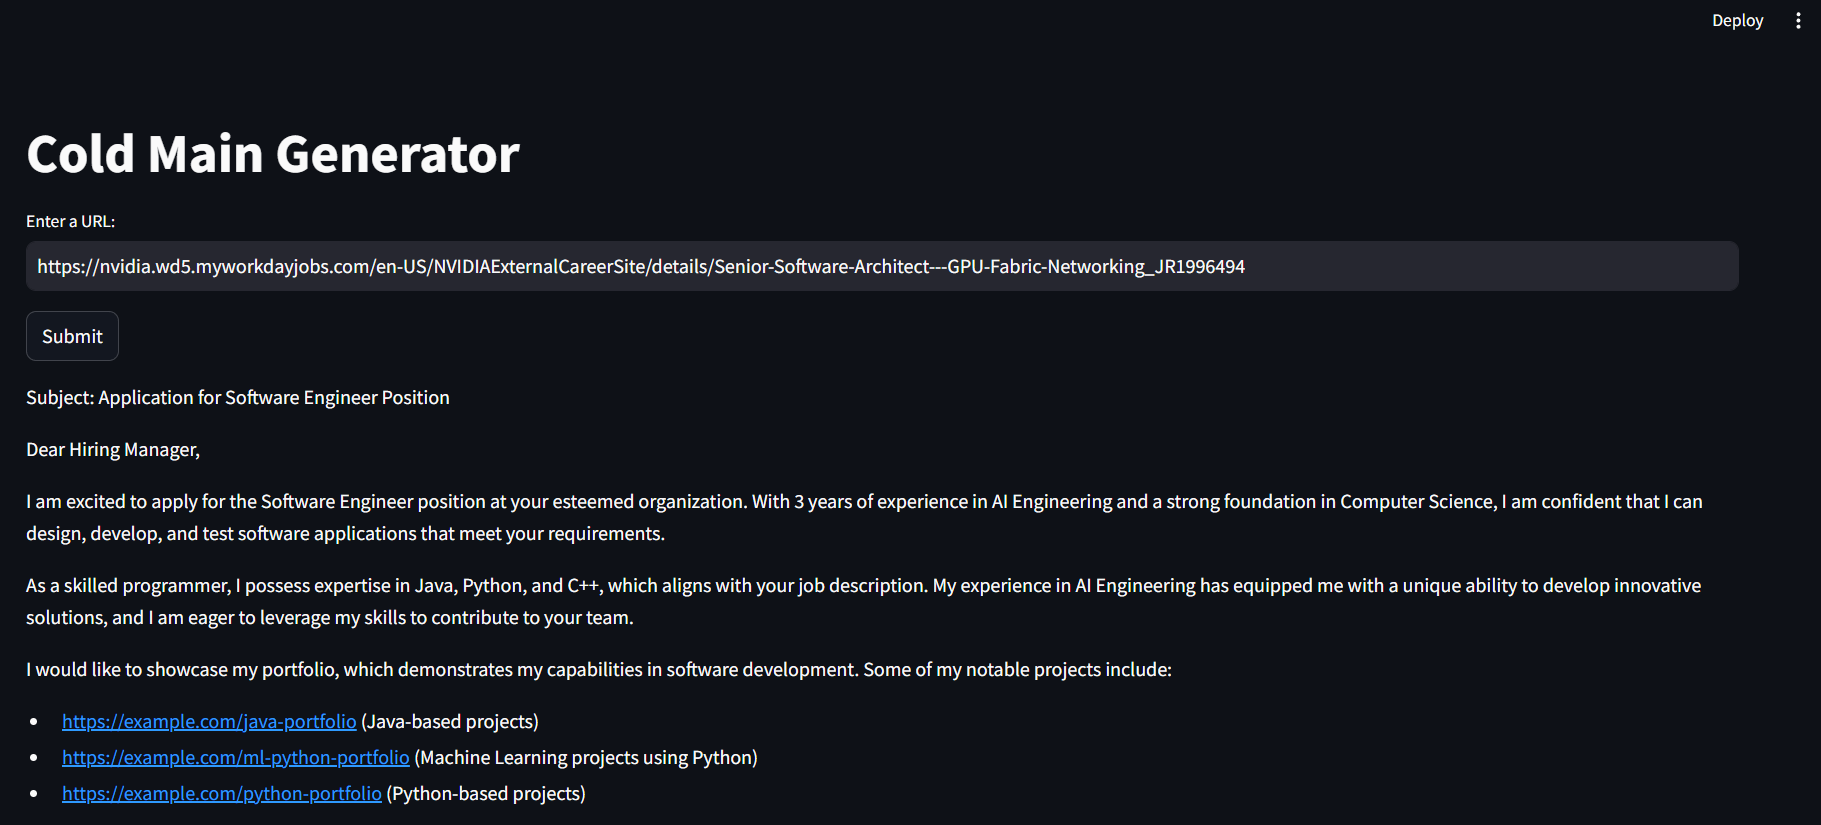 Deploy
Cold Main Generator
Enter a URL:
https://nvidia.wd5.myworkdayjobs.com/en-US/NVIDIAExternalCareerSite/details/Senior-Software-Architect---GPU-Fabric-Networking_JR1996494
Submit
Subject: Application for Software Engineer Position
Dear Hiring Manager,
I am excited to apply for the Software Engineer position at your esteemed organization. With 3 years of experience in AI Engineering and a strong foundation in Computer Science, I am confident that I can
design, develop, and test software applications that meet your requirements.
As a skilled programmer, I possess expertise in Java, Python, and C++, which aligns with your job description. My experience in AI Engineering has equipped me with a unique ability to develop innovative
solutions, and I am eager to leverage my skills to contribute to your team.
I would like to showcase my portfolio, which demonstrates my capabilities in software development. Some of my notable projects include:
• https://example.com/java-portfolio (Java-based projects)
• https://example.com/ml-python-portfolio (Machine Learning projects using Python)
• https://example.com/python-portfolio (Python-based projects)